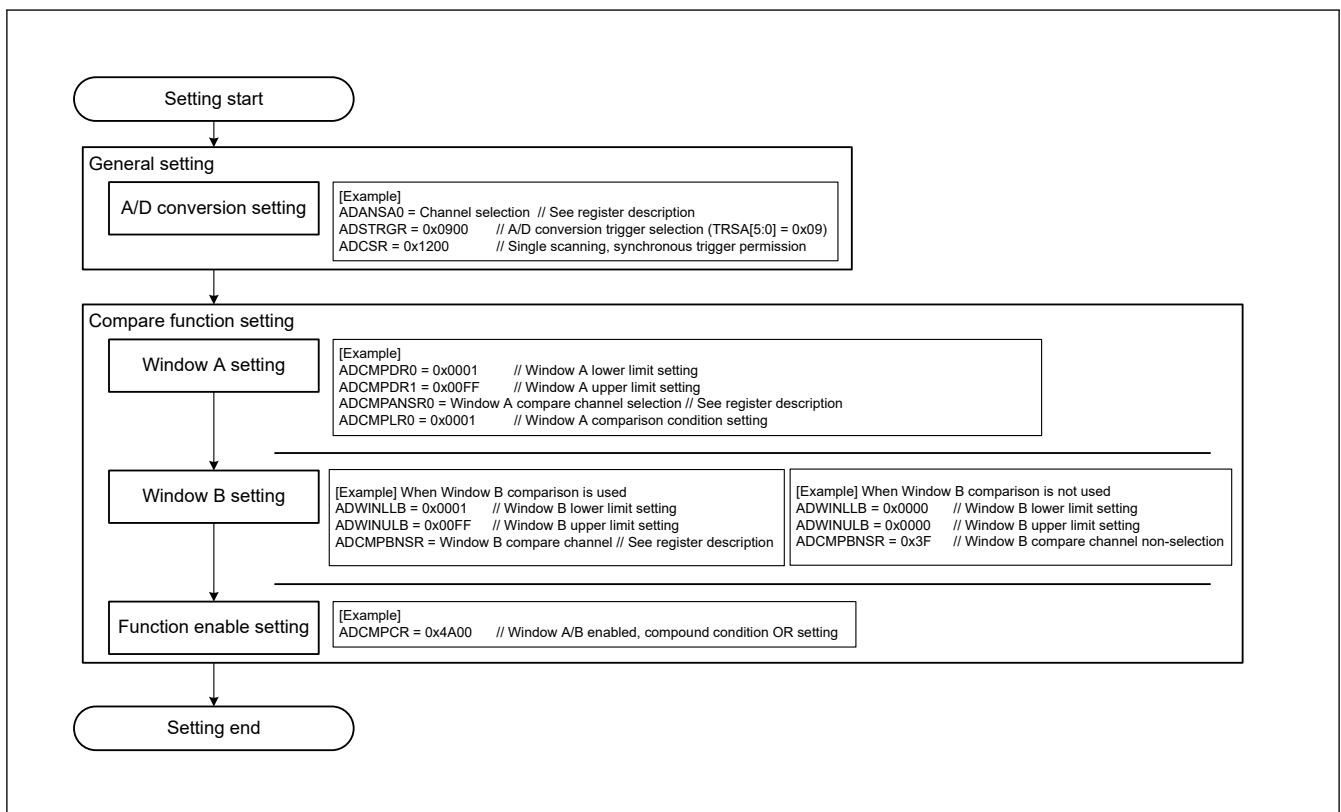 Setting start
General setting
A/D conversion setting
[Example]
ADANSA0 = Channel selection // See register description
ADSTRGR = 0x0900 // A/D conversion trigger selection (TRSA[5:0] = 0x09)
ADCSR = 0x1200 // Single scanning, synchronous trigger permission
Compare function setting
Window A setting
[Example]
ADCMPDR0 = 0x0001 // Window A lower limit setting
ADCMPDR1 = 0x00FF // Window A upper limit setting
ADCMPANSR0 = Window A compare channel selection // See register description
ADCMPLR0 = 0x0001 // Window A comparison condition setting
Window B setting
[Example] When Window B comparison is used
ADWINLLB = 0x0001 // Window B lower limit setting
ADWINULB = 0x00FF // Window B upper limit setting
ADCMPBNSR = Window B compare channel // See register description
[Example] When Window B comparison is not used
ADWINLLB = 0x0000 // Window B lower limit setting
ADWINULB = 0x0000 // Window B upper limit setting
ADCMPBNSR = 0x3F // Window B compare channel non-selection
Function enable setting
[Example]
ADCMPCR = 0x4A00 // Window A/B enabled, compound condition OR setting
Setting end